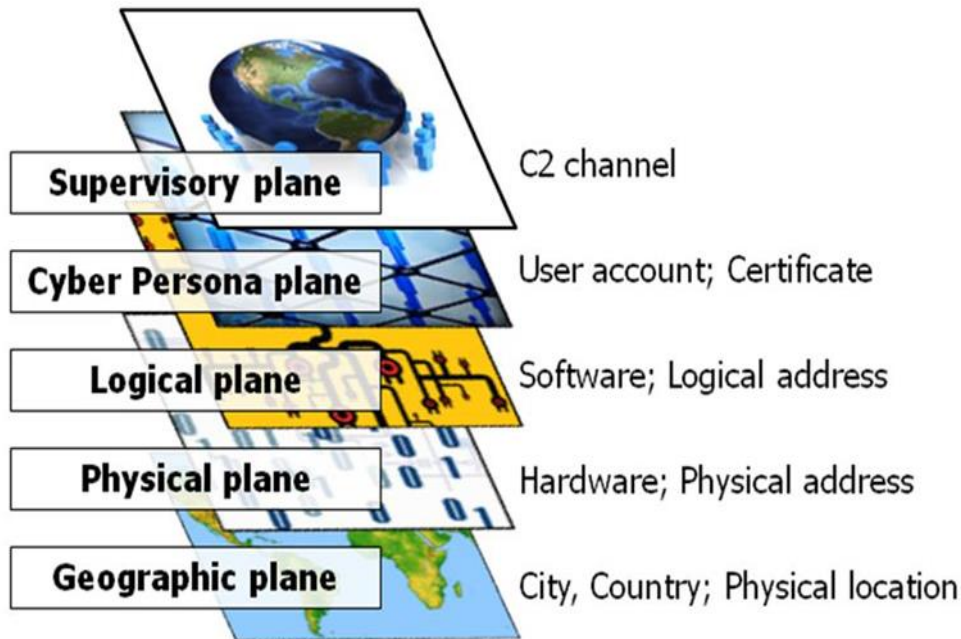 Supervisory plane
C2 channel
Cyber Persona plane
User account; Certificate
Logical plane
Software; Logical address
Physical plane
Hardware; Physical address
Geographic plane
City, Country; Physical location